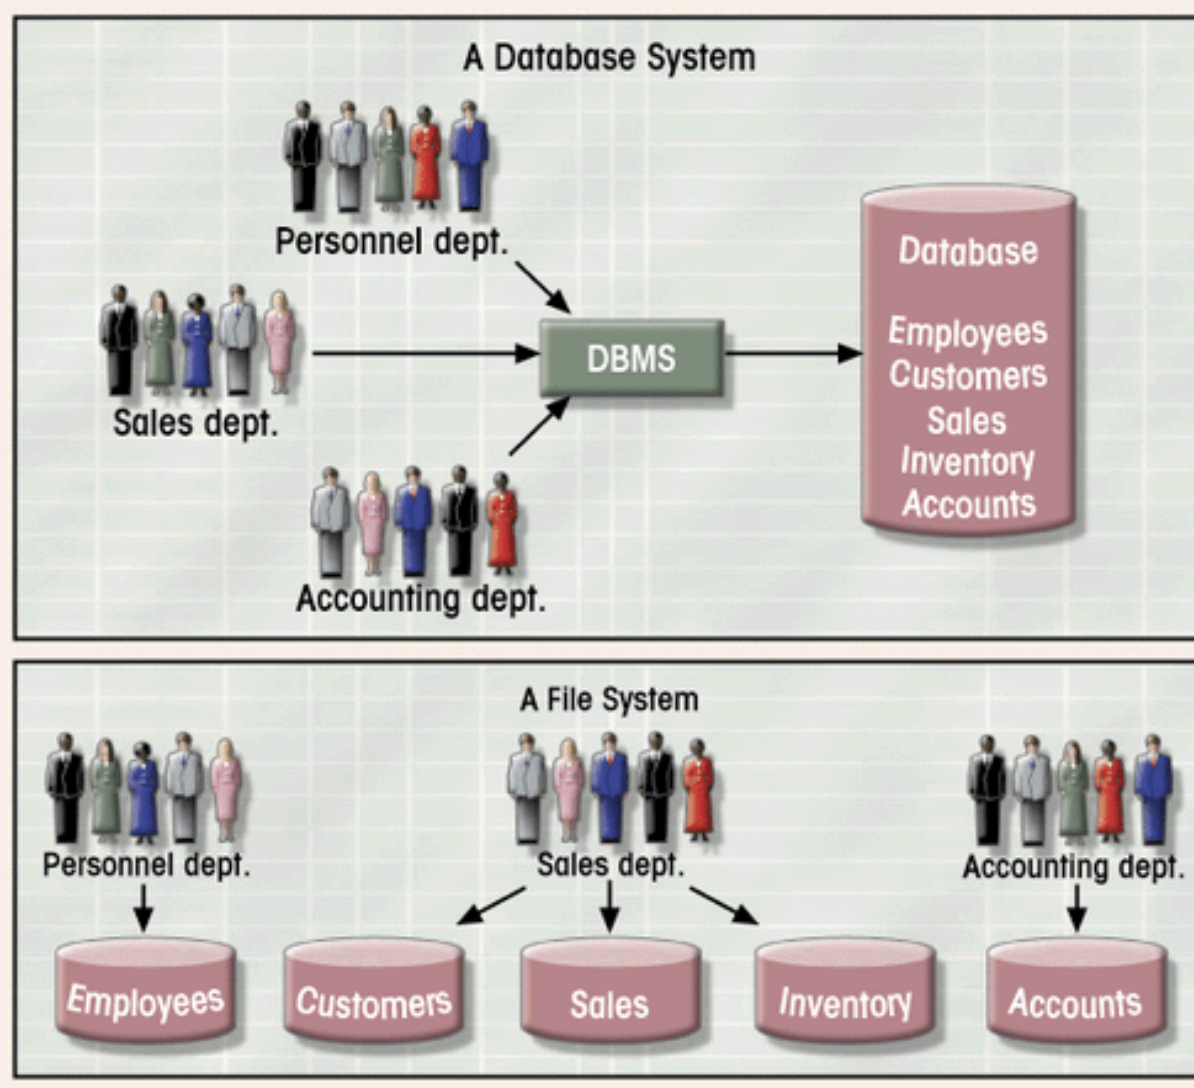 A Database System
Personnel dept.
Sales dept.
DBMS
Accounting dept.
Database
Employees
Customers
Sales
Inventory
Accounts
A File System
Personnel dept.
Sales dept.
Accounting dept.
Employees
Customers
Sales
Inventory
Accounts